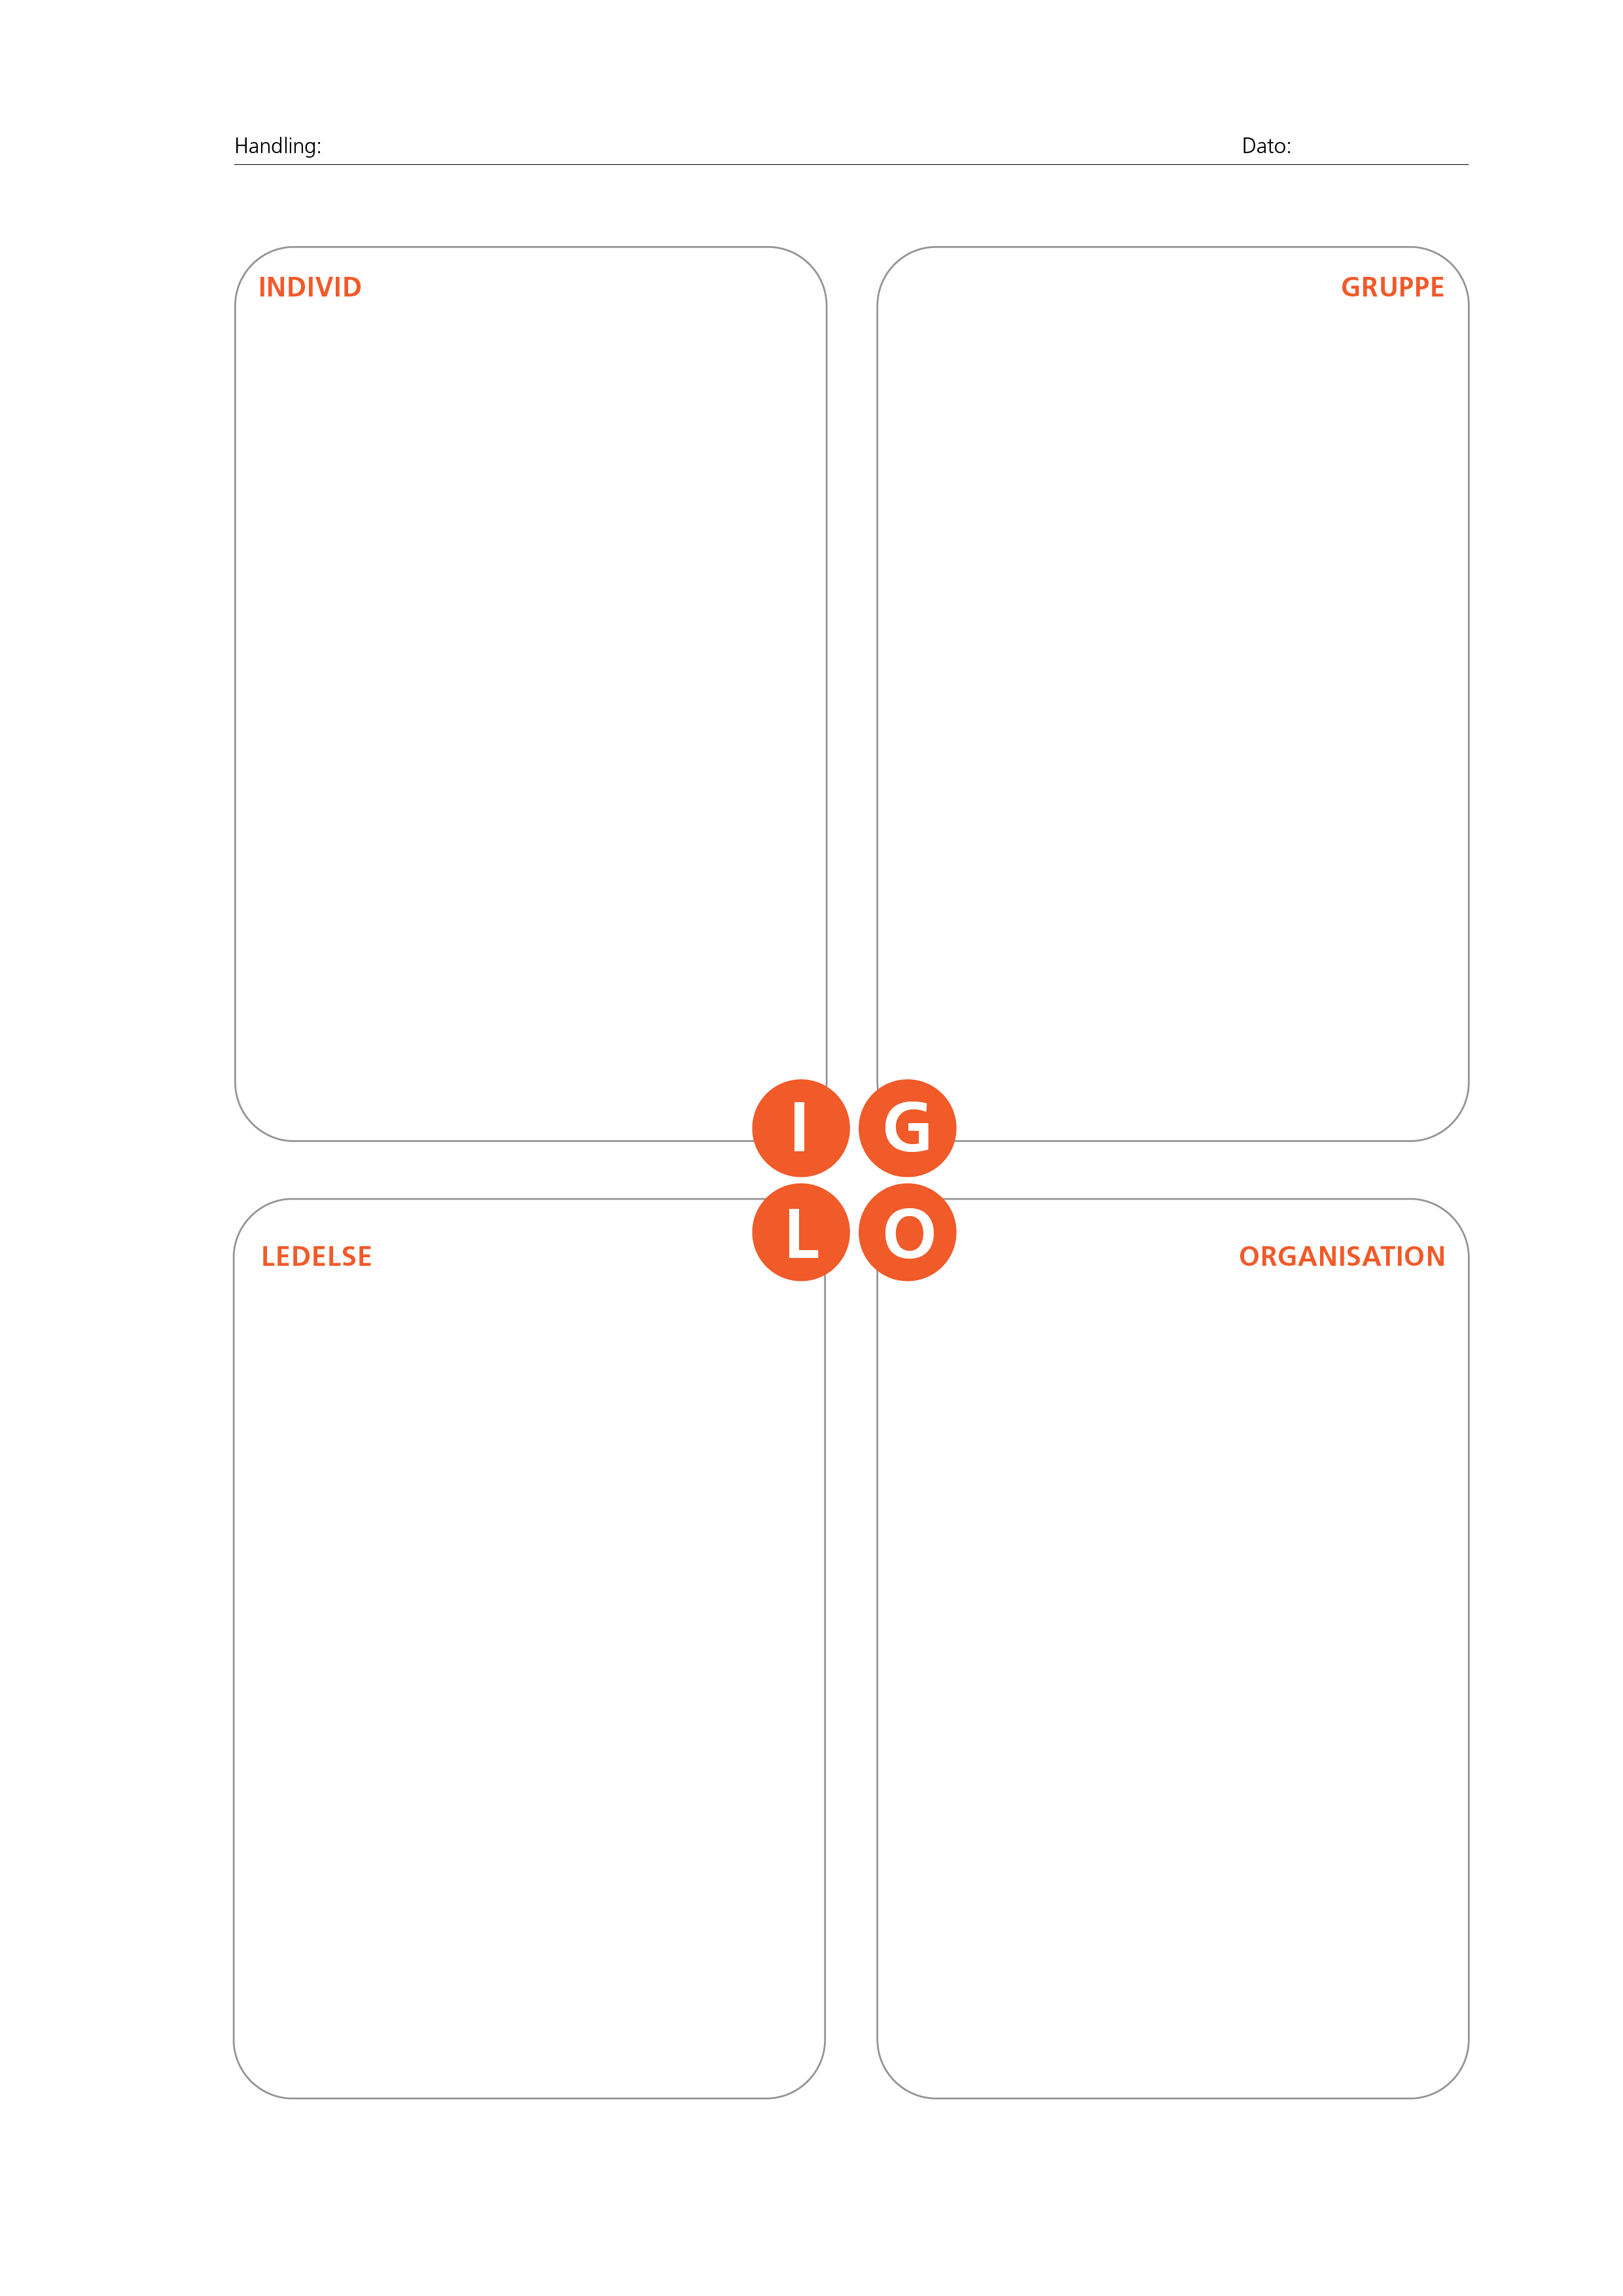 Handling: Dato:
INDIVID GRUPPE
I G
L O
LEDELSE ORGANISATION